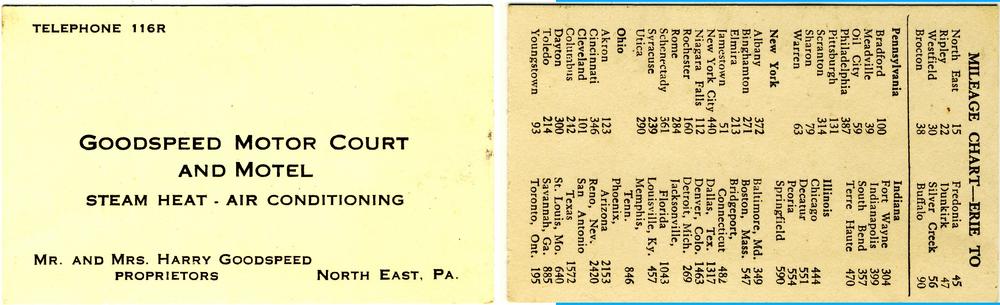 TELEPHONE 116R
GOODSPEED MOTOR COURT
AND MOTEL
STEAM HEAT - AIR CONDITIONING
MR. AND MRS. HARRY GOODSPEED
PROPRIETORS
NORTH EAST, PA.
MILEAGE CHART—ERIE TO
North East 15
Ripley 22
Westfield 30
Brocton 38
Fredonia 45
Dunkirk 47
Silver Creek 56
Buffalo 90
Pennsylvania
Bradford 100
Meadville 39
Oil City 59
Philadelphia 387
Pittsburgh 131
Scranton 314
Sharon 79
Warren 63
New York
Albany 372
Binghamton 271
Elmira 213
Jamestown 51
New York City 440
Niagara Falls 112
Rochester 160
Rome 284
Schenectady 361
Syracuse 239
Utica 290
Ohio
Akron 123
Cincinnati 346
Cleveland 101
Columbus 242
Dayton 300
Toledo 214
Youngstown 93
Indiana
Fort Wayne 304
Indianapolis 399
South Bend 357
Terre Haute 470
Illinois
Chicago 444
Decatur 551
Peoria 554
Springfield 590
Baltimore, Md. 349
Boston, Mass. 547
Bridgeport,
Connecticut 482
Dallas, Tex. 1317
Denver, Colo. 1463
Detroit, Mich. 269
Jacksonville,
Florida 1043
Louisville, Ky. 457
Memphis,
Tenn. 846
Phoenix,
Arizona 2153
Reno, Nev. 2420
San Antonio
Texas 1572
St. Louis, Mo. 640
Savannah, Ga. 885
Toronto, Ont. 195